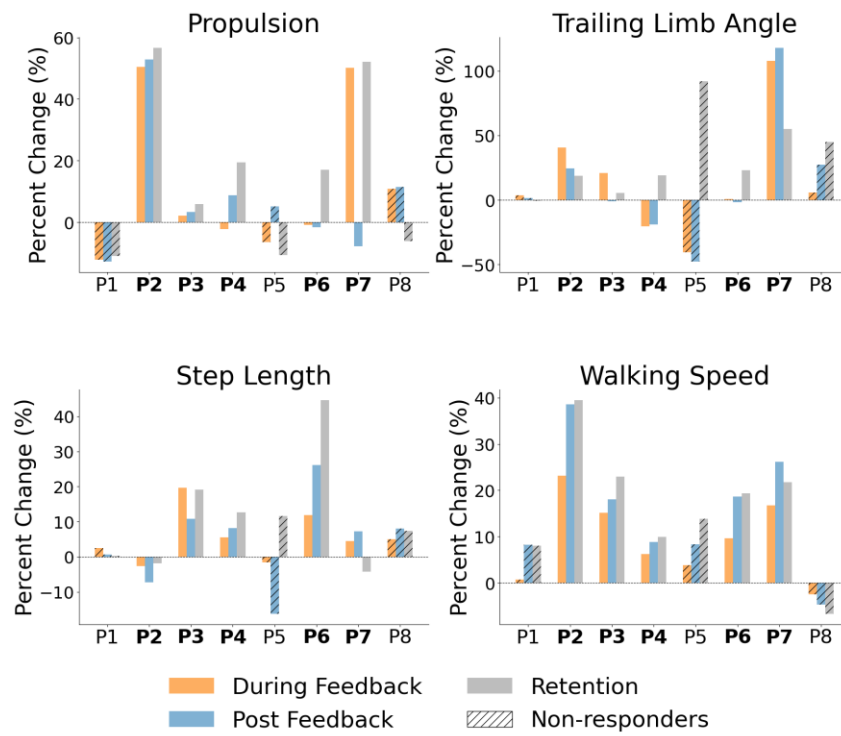 Propulsion
Percent Change (%)
60
40
20
0
P1 P2 P3 P4 P5 P6 P7 P8
Trailing Limb Angle
Percent Change (%)
100
50
0
−50
P1 P2 P3 P4 P5 P6 P7 P8
Step Length
Percent Change (%)
40
30
20
10
0
−10
P1 P2 P3 P4 P5 P6 P7 P8
Walking Speed
Percent Change (%)
40
30
20
10
0
P1 P2 P3 P4 P5 P6 P7 P8
During Feedback
Post Feedback
Retention
Non-responders